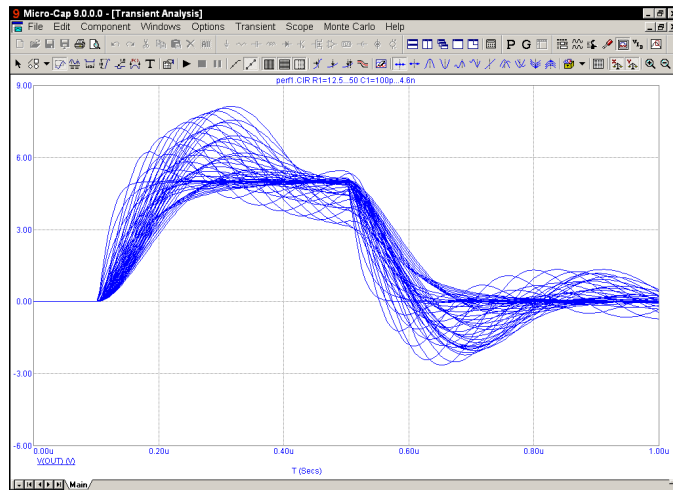 9 Micro-Cap 9.0.0.0 - [Transient Analysis]
File Edit Component Windows Options Transient Scope Monte Carlo Help
perf1.CIR R1=12.5...50 C1=100p...4.6n
9.00
6.00
3.00
0.00
-3.00
-6.00
0.00u 0.20u 0.40u 0.60u 0.80u 1.00u
V(OUT) (V)
T (Secs)
Main